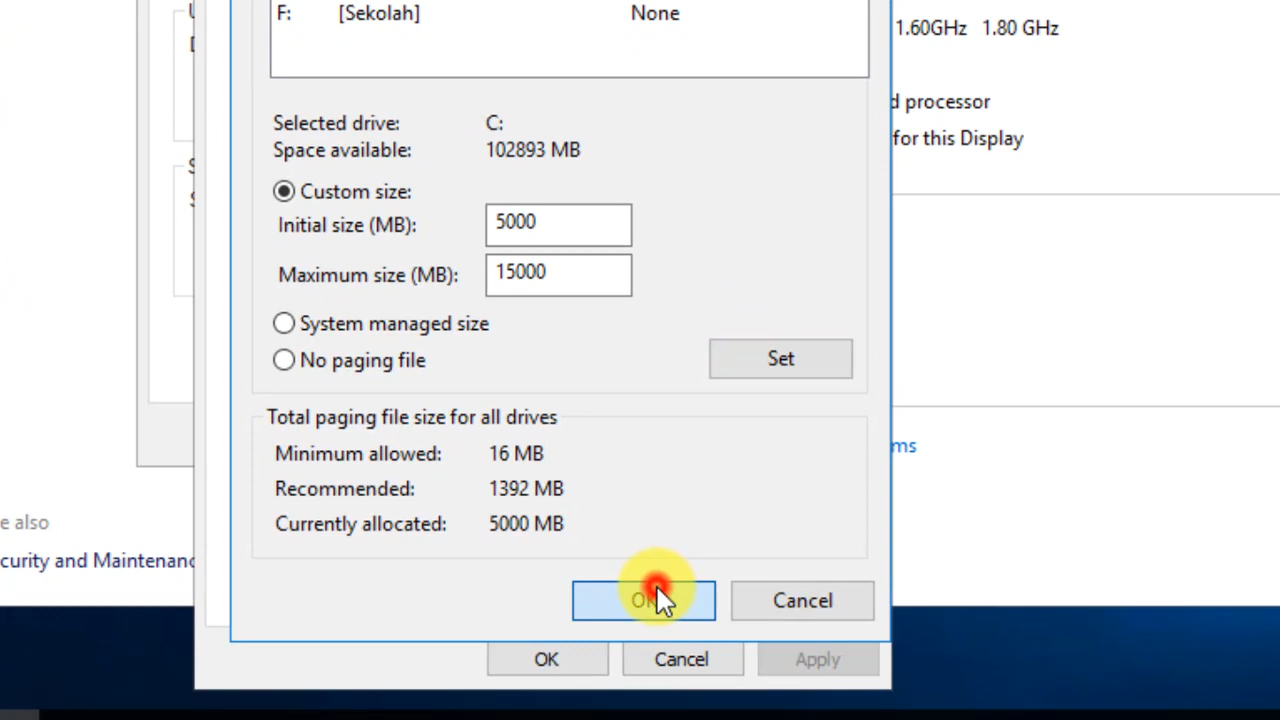 F: [Sekolah] None
1.60GHz 1.80 GHz
d processor
Selected drive: C:
for this Display
Space available: 102893 MB
Custom size:
Initial size (MB): 5000
Maximum size (MB): 15000
System managed size
No paging file
Set
Total paging file size for all drives
ms
Minimum allowed: 16 MB
Recommended: 1392 MB
Currently allocated: 5000 MB
e also
curity and Maintenanc
OK Cancel
OK Cancel Apply